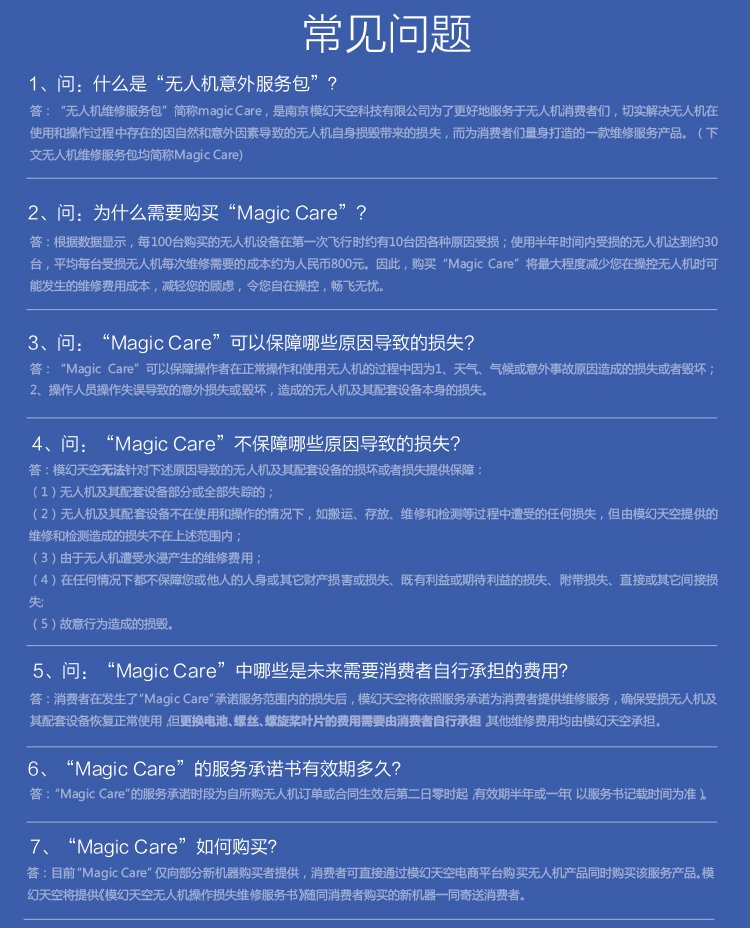 常见问题
1、问：什么是“无人机意外服务包”？
答：“无人机维修服务包”简称magic Care，是南京模幻天空科技有限公司为了更好地服务于无人机消费者们，切实解决无人机在
使用和操作过程中存在的因自然和意外因素导致的无人机自身损毁带来的损失，而为消费者们量身打造的一款维修服务产品。（下
文无人机维修服务包均简称Magic Care)
2、问：为什么需要购买“Magic Care”？
答：根据数据显示，每100台购买的无人机设备在第一次飞行时约有10台因各种原因受损；使用半年时间内受损的无人机达到约30
台，平均每台受损无人机每次维修需要的成本约为人民币800元。因此，购买“Magic Care”将最大程度减少您在操控无人机时可
能发生的维修费用成本，减轻您的顾虑，令您自在操控，畅飞无忧。
3、问：“Magic Care”可以保障哪些原因导致的损失?
答：“Magic Care”可以保障操作者在正常操作和使用无人机的过程中因为1、天气、气候或意外事故原因造成的损失或者毁坏；
2、操作人员操作失误导致的意外损失或毁坏，造成的无人机及其配套设备本身的损失。
4、问：“Magic Care”不保障哪些原因导致的损失?
答：模幻天空无法针对下述原因导致的无人机及其配套设备的损坏或者损失提供保障：
（1）无人机及其配套设备部分或全部失踪的；
（2）无人机及其配套设备不在使用和操作的情况下，如搬运、存放、维修和检测等过程中遭受的任何损失，但由模幻天空提供的
维修和检测造成的损失不在上述范围内；
（3）由于无人机遭受水浸产生的维修费用；
（4）在任何情况下都不保障您或他人的人身或其它财产损害或损失、既有利益或期待利益的损失、附带损失、直接或其它间接损
失;
（5）故意行为造成的损毁。
5、问：“Magic Care”中哪些是未来需要消费者自行承担的费用?
答：消费者在发生了“Magic Care”承诺服务范围内的损失后，模幻天空将依照服务承诺为消费者提供维修服务，确保受损无人机及
其配套设备恢复正常使用，但更换电池、螺丝、螺旋桨叶片的费用需要由消费者自行承担，其他维修费用均由模幻天空承担。
6、“Magic Care”的服务承诺书有效期多久?
答：“Magic Care”的服务承诺时段为自所购无人机订单或合同生效后第二日零时起，有效期半年或一年（以服务书记载时间为准）。
7、“Magic Care”如何购买?
答：目前“Magic Care”仅向部分新机器购买者提供，消费者可直接通过模幻天空电商平台购买无人机产品同时购买该服务产品。模
幻天空将提供《模幻天空无人机操作损失维修服务书》随同消费者购买的新机器一同寄送消费者。